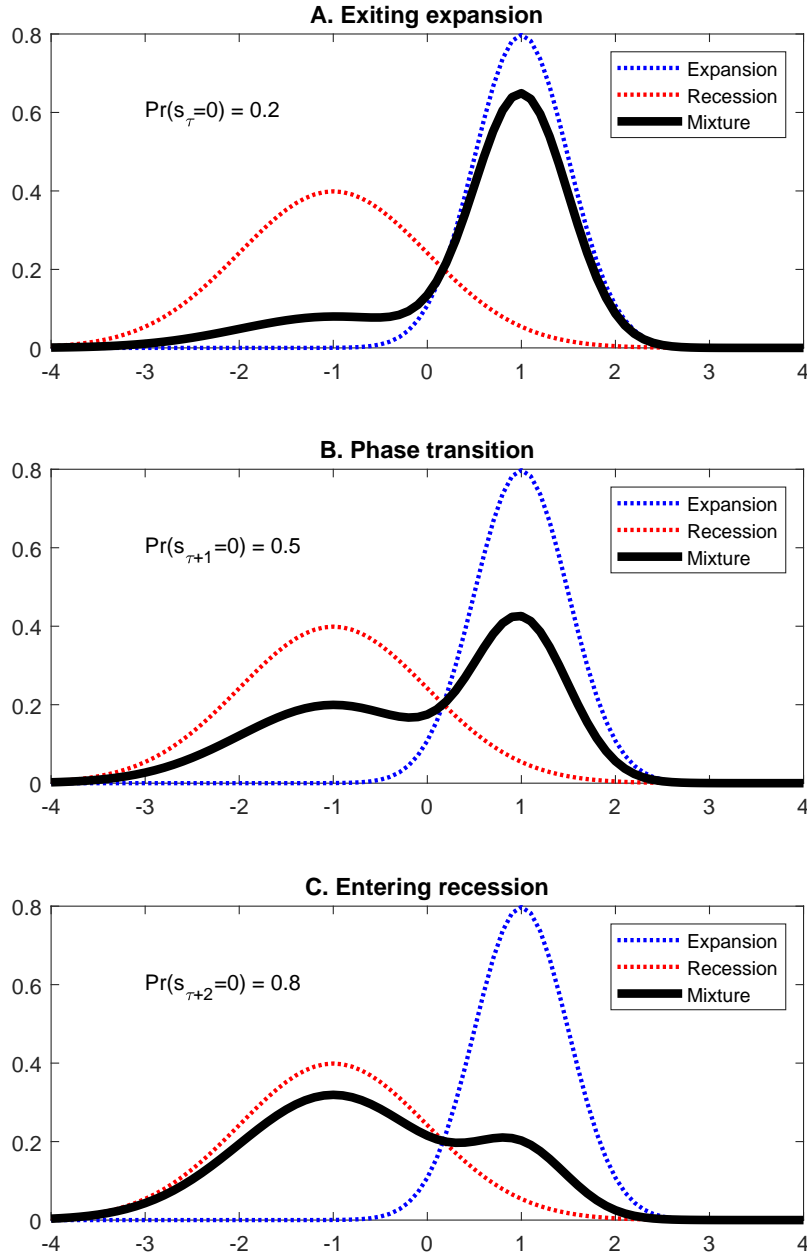 A. Exiting expansion
0.8
0.6
0.4
0.2
0
Pr(s_τ=0) = 0.2
Expansion
Recession
Mixture
-4 -3 -2 -1 0 1 2 3 4
B. Phase transition
0.8
0.6
0.4
0.2
0
Pr(s_τ+1=0) = 0.5
Expansion
Recession
Mixture
-4 -3 -2 -1 0 1 2 3 4
C. Entering recession
0.8
0.6
0.4
0.2
0
Pr(s_τ+2=0) = 0.8
Expansion
Recession
Mixture
-4 -3 -2 -1 0 1 2 3 4